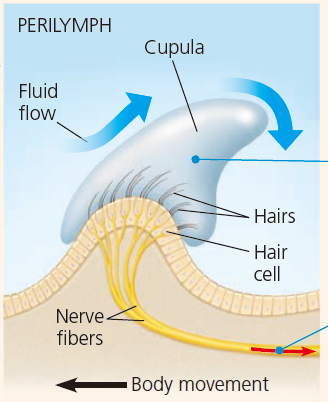 PERILYMPH
Cupula
Fluid
flow
Hairs
Hair
cell
Nerve
fibers
Body movement